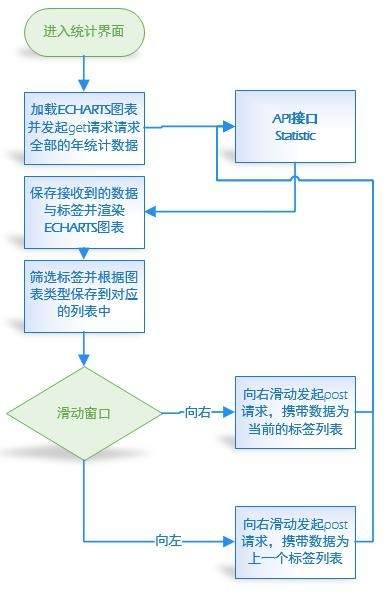 进入统计界面
加载ECHARTS图表
并发起get请求请求
全部的年统计数据
API接口
Statistic
保存接收到的数据
与标签并渲染
ECHARTS图表
筛选标签并根据图
表类型保存到对应
的列表中
滑动窗口
向右
向右滑动发起post
请求，携带数据为
当前的标签列表
向左
向右滑动发起post
请求，携带数据为
上一个标签列表